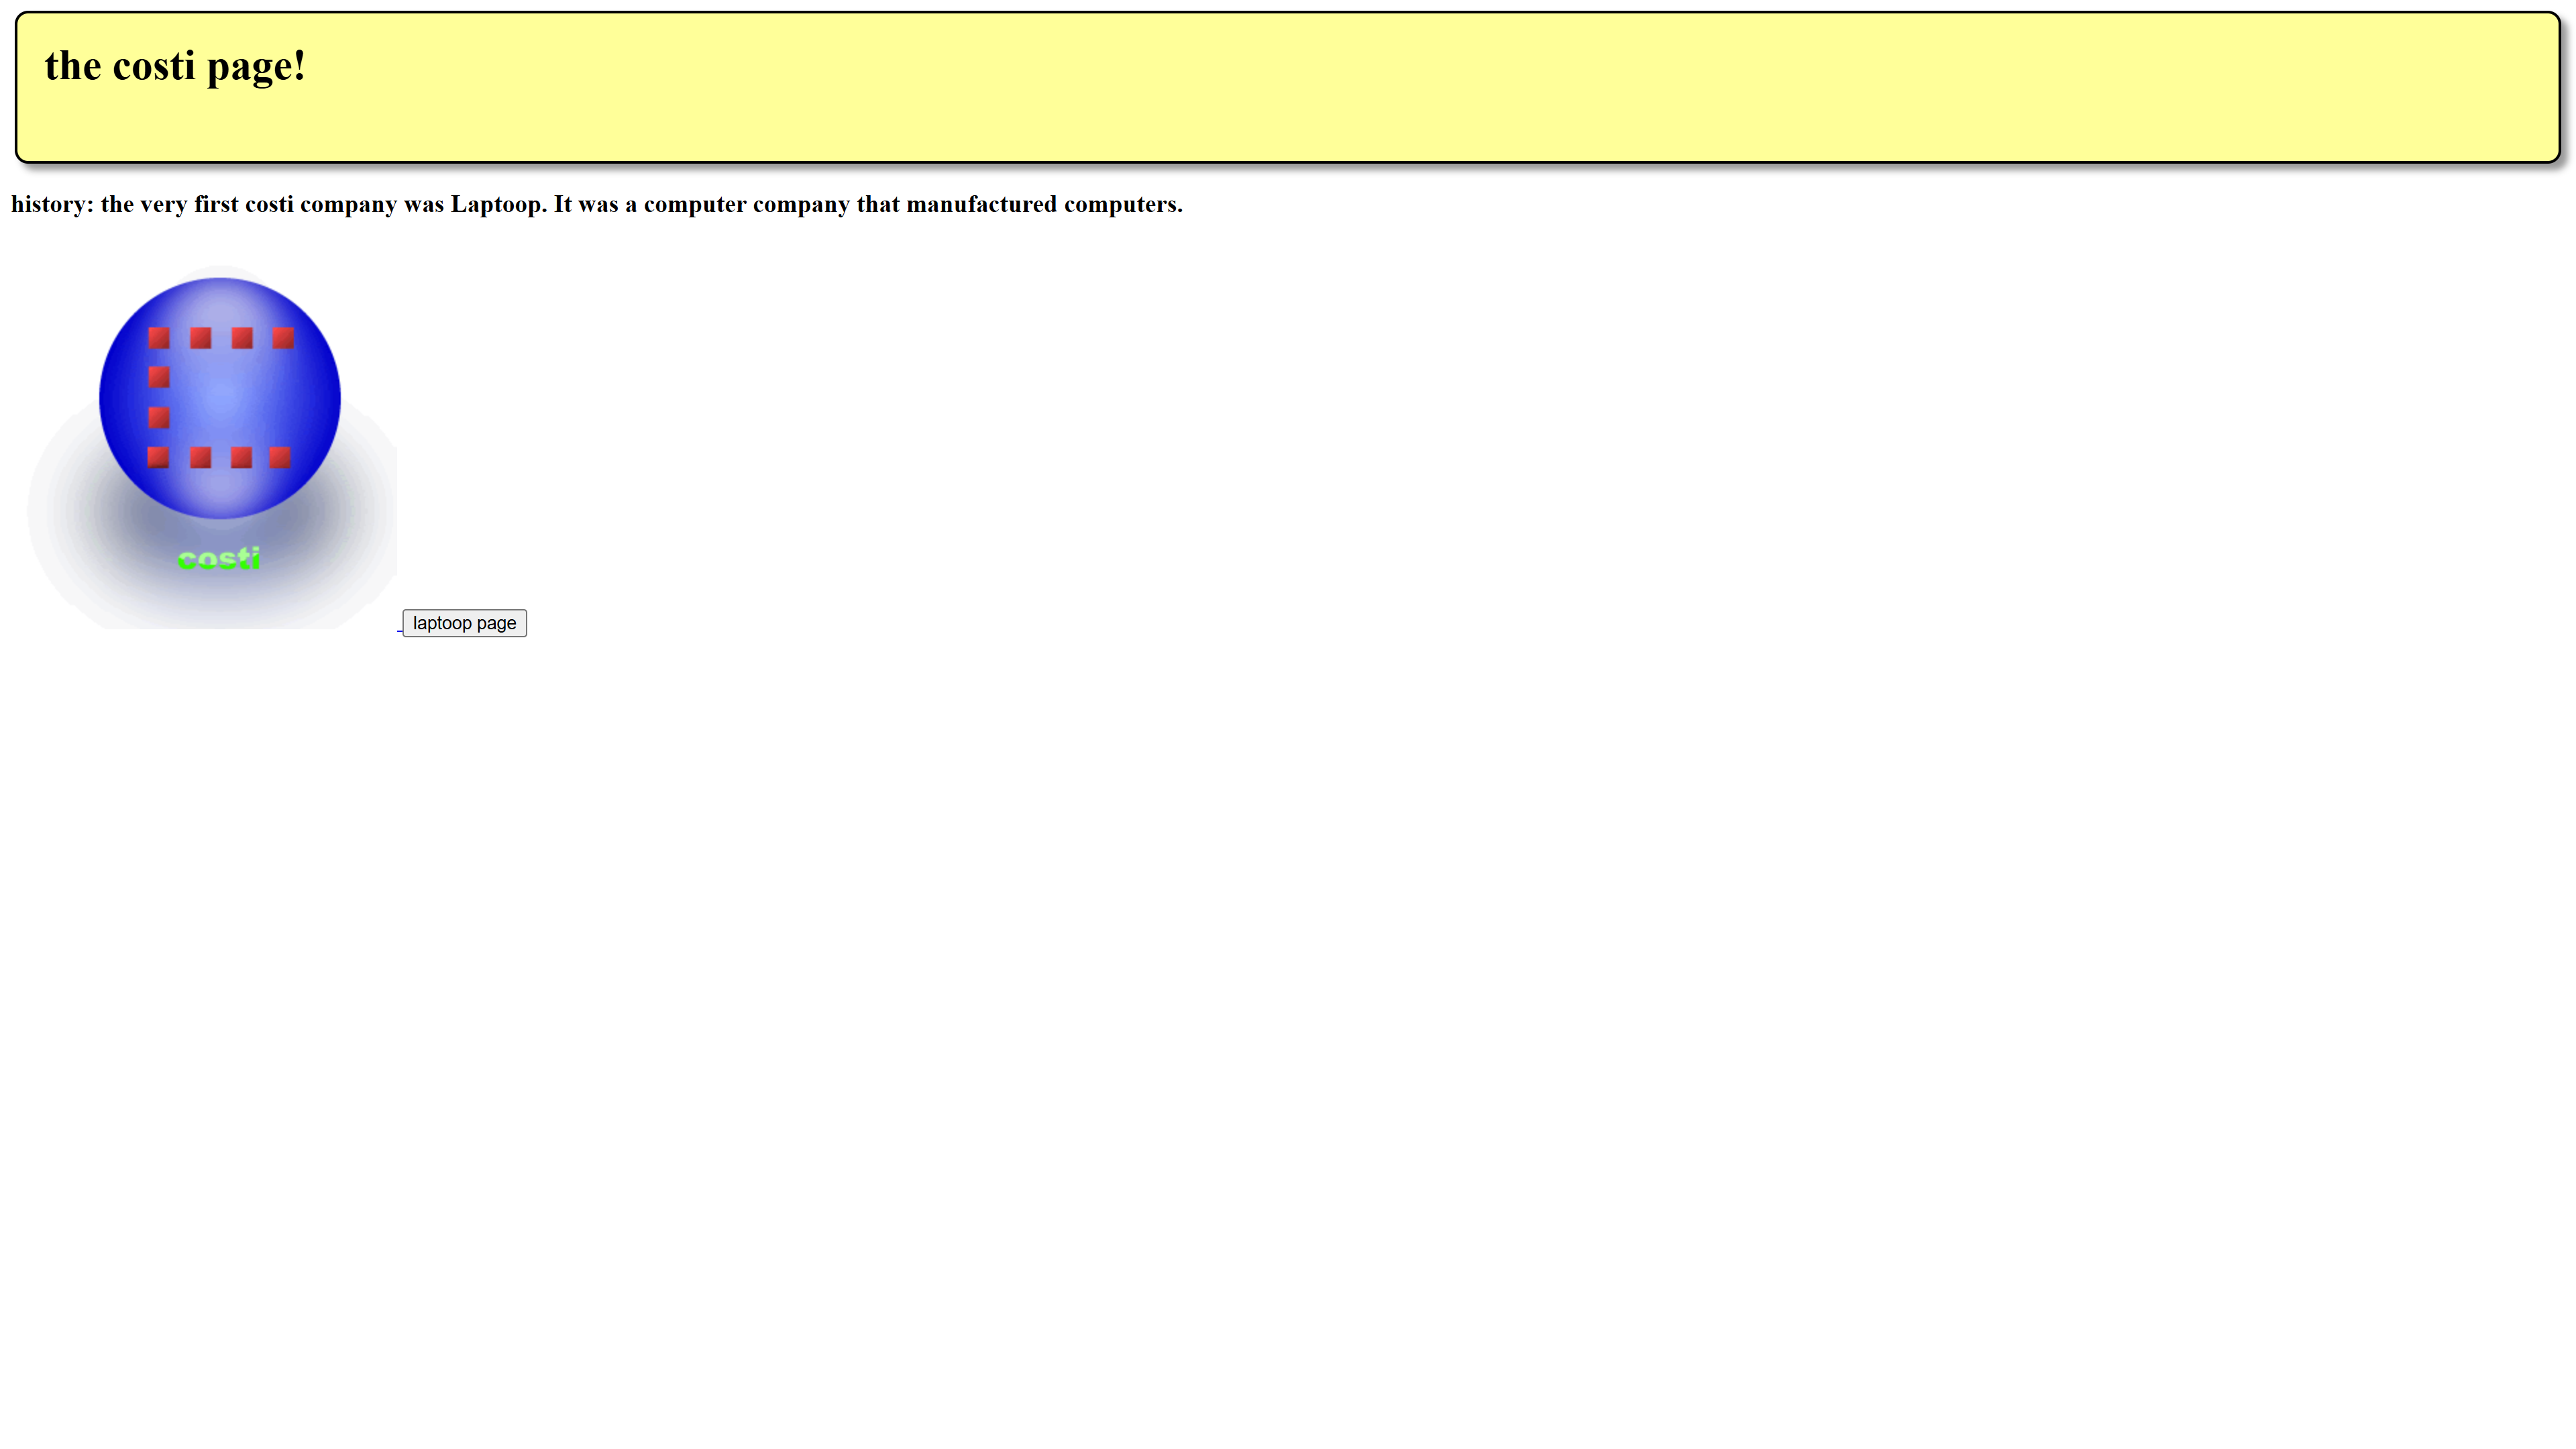 the costi page!
history: the very first costi company was Laptoop. It was a computer company that manufactured computers.
costi
laptoop page